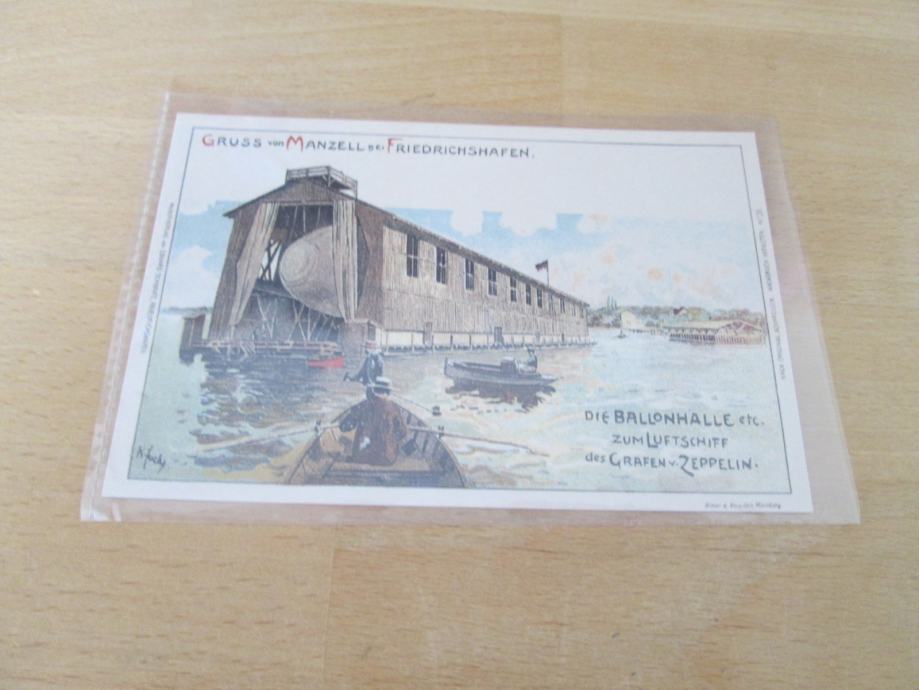 GRUSS von MANZELL BEI FRIEDRICHSHAFEN.
DIE BALLONHALLE etc.
ZUM LUFTSCHIFF
des GRAFEN v. ZEPPELIN.